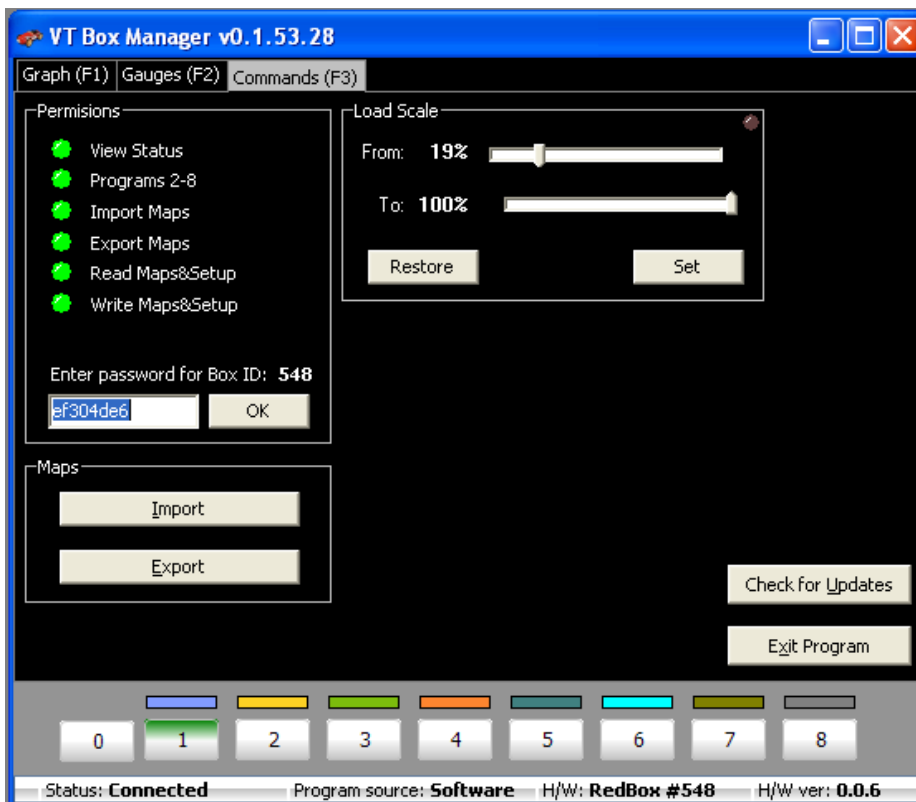 VT Box Manager v0.1.53.28
Graph (F1) Gauges (F2) Commands (F3)
Permisions
View Status
Programs 2-8
Import Maps
Export Maps
Read Maps&Setup
Write Maps&Setup
Enter password for Box ID: 548
ef304de6 OK
Load Scale
From: 19%
To: 100%
Restore Set
Maps
Import
Export
Check for Updates
Exit Program
0 1 2 3 4 5 6 7 8
Status: Connected Program source: Software H/W: RedBox #548 H/W ver: 0.0.6